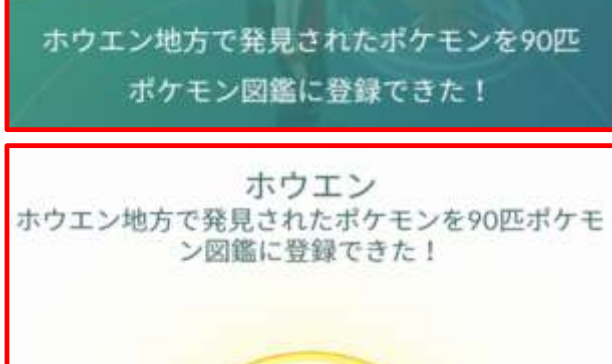 ホウエン地方で発見されたポケモンを90匹
ポケモン図鑑に登録できた！
ホウエン
ホウエン地方で発見されたポケモンを90匹ポケモ
ン図鑑に登録できた！